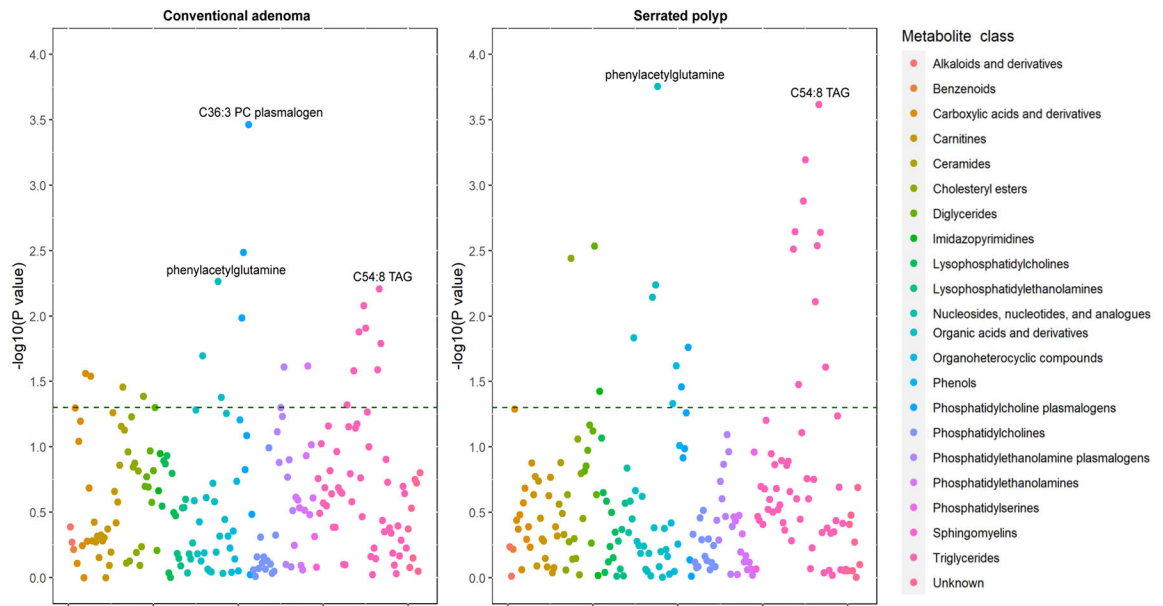 Conventional adenoma
Serrated polyp
-log10(P value)
4.0
3.5
3.0
2.5
2.0
1.5
1.0
0.5
0.0
C36:3 PC plasmalogen
phenylacetylglutamine
C54:8 TAG
-log10(P value)
4.0
3.5
3.0
2.5
2.0
1.5
1.0
0.5
0.0
phenylacetylglutamine
C54:8 TAG
Metabolite class
Alkaloids and derivatives
Benzenoids
Carboxylic acids and derivatives
Carnitines
Ceramides
Cholesteryl esters
Diglycerides
Imidazopyrimidines
Lysophosphatidylcholines
Lysophosphatidylethanolamines
Nucleosides, nucleotides, and analogues
Organic acids and derivatives
Organoheterocyclic compounds
Phenols
Phosphatidylcholine plasmalogens
Phosphatidylcholines
Phosphatidylethanolamine plasmalogens
Phosphatidylethanolamines
Phosphatidylserines
Sphingomyelins
Triglycerides
Unknown